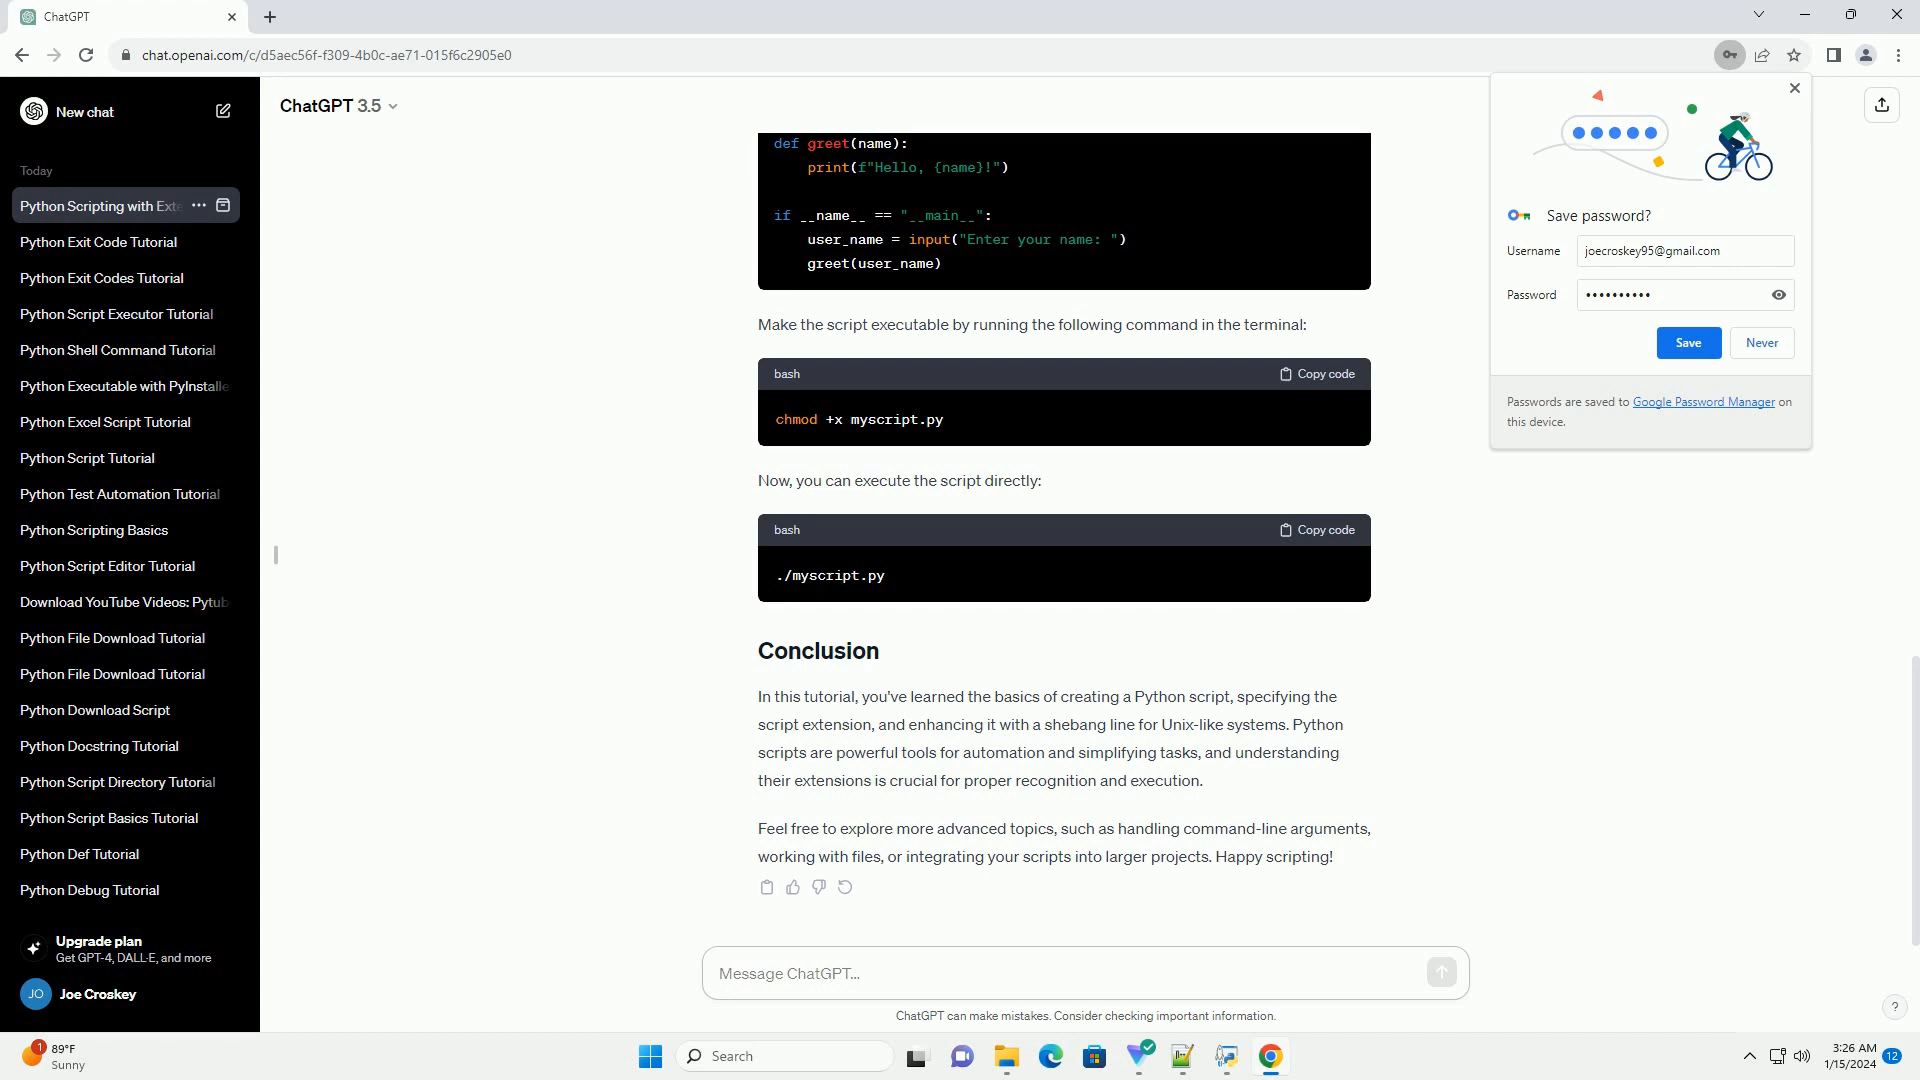 ChatGPT
chat.openai.com/c/d5aec56f-f309-4b0c-ae71-015f6c2905e0
New chat
Today
Python Scripting with Exte
Python Exit Code Tutorial
Python Exit Codes Tutorial
Python Script Executor Tutorial
Python Shell Command Tutorial
Python Executable with PyInstalle
Python Excel Script Tutorial
Python Script Tutorial
Python Test Automation Tutorial
Python Scripting Basics
Python Script Editor Tutorial
Download YouTube Videos: Pytub
Python File Download Tutorial
Python File Download Tutorial
Python Download Script
Python Docstring Tutorial
Python Script Directory Tutorial
Python Script Basics Tutorial
Python Def Tutorial
Python Debug Tutorial
Upgrade plan
Get GPT-4, DALL·E, and more
JO Joe Croskey
ChatGPT 3.5
def greet(name):
print(f"Hello, {name}!")
if __name__ == "__main__":
user_name = input("Enter your name: ")
greet(user_name)
Make the script executable by running the following command in the terminal:
bash Copy code
chmod +x myscript.py
Now, you can execute the script directly:
bash Copy code
./myscript.py
Conclusion
In this tutorial, you've learned the basics of creating a Python script, specifying the
script extension, and enhancing it with a shebang line for Unix-like systems. Python
scripts are powerful tools for automation and simplifying tasks, and understanding
their extensions is crucial for proper recognition and execution.
Feel free to explore more advanced topics, such as handling command-line arguments,
working with files, or integrating your scripts into larger projects. Happy scripting!
Message ChatGPT...
ChatGPT can make mistakes. Consider checking important information.
?
Save password?
Username joecroskey95@gmail.com
Password ••••••••••
Save Never
Passwords are saved to Google Password Manager on
this device.
1
89°F
Sunny
Search
3:26 AM
1/15/2024
12